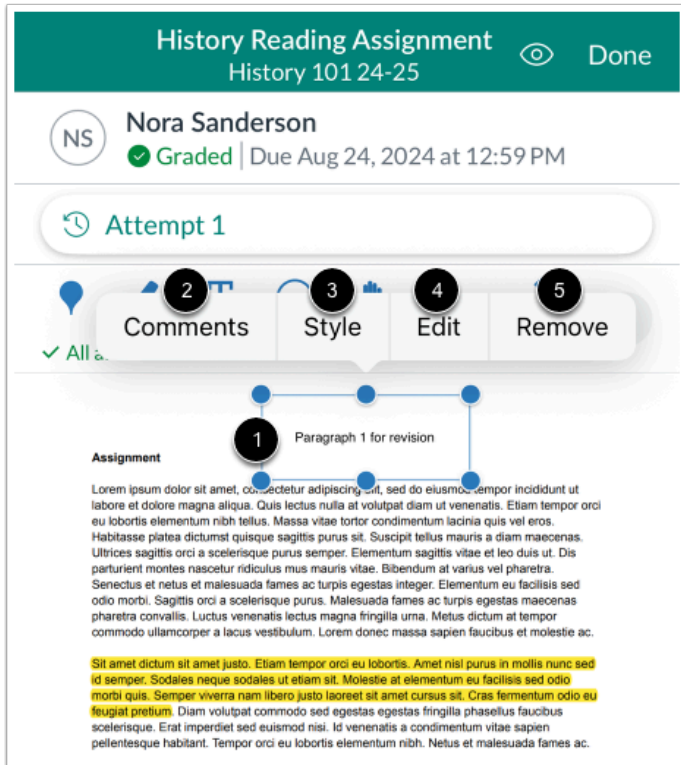 History Reading Assignment
History 101 24-25
Done
NS
Nora Sanderson
Graded
Due Aug 24, 2024 at 12:59 PM
Attempt 1
2
3
4
5
Comments
Style
Edit
Remove
All a
1
Paragraph 1 for revision
Assignment
Lorem ipsum dolor sit amet, consectetur adipiscing elit, sed do eiusmod tempor incididunt ut
labore et dolore magna aliqua. Quis lectus nulla at volutpat diam ut venenatis. Etiam tempor orci
eu lobortis elementum nibh tellus. Massa vitae tortor condimentum lacinia quis vel eros.
Habitasse platea dictumst quisque sagittis purus sit. Suscipit tellus mauris a diam maecenas.
Ultrices sagittis orci a scelerisque purus semper. Elementum sagittis vitae et leo duis ut. Dis
parturient montes nascetur ridiculus mus mauris vitae. Bibendum at varius vel pharetra.
Senectus et netus et malesuada fames ac turpis egestas integer. Elementum eu facilisis sed
odio morbi. Sagittis orci a scelerisque purus. Malesuada fames ac turpis egestas maecenas
pharetra convallis. Luctus venenatis lectus magna fringilla urna. Metus dictum at tempor
commodo ullamcorper a lacus vestibulum. Lorem donec massa sapien faucibus et molestie ac.
Sit amet dictum sit amet justo. Etiam tempor orci eu lobortis. Amet nisl purus in mollis nunc sed
id semper. Sodales neque sodales ut etiam sit. Molestie at elementum eu facilisis sed odio
morbi quis. Semper viverra nam libero justo laoreet sit amet cursus sit. Cras fermentum odio eu
feugiat pretium. Diam volutpat commodo sed egestas egestas fringilla phasellus faucibus
scelerisque. Erat imperdiet sed euismod nisi. Id venenatis a condimentum vitae sapien
pellentesque habitant. Tempor orci eu lobortis elementum nibh. Netus et malesuada fames ac.